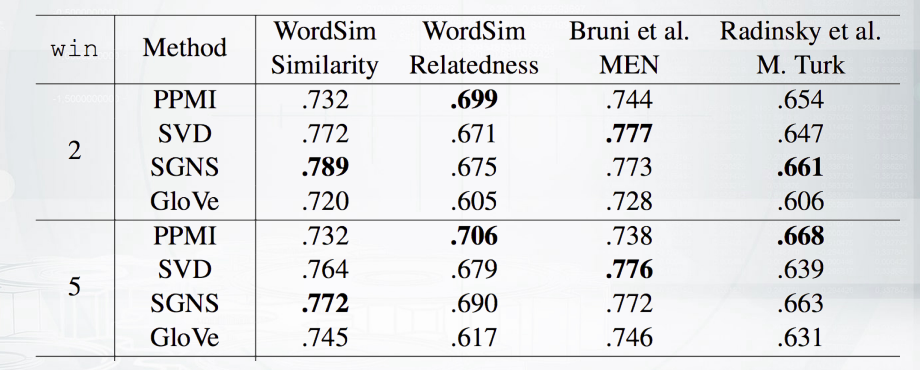 win Method WordSim Similarity WordSim Relatedness Bruni et al. MEN Radinsky et al. M. Turk
2 PPMI .732 .699 .744 .654
SVD .772 .671 .777 .647
SGNS .789 .675 .773 .661
GloVe .720 .605 .728 .606
5 PPMI .732 .706 .738 .668
SVD .764 .679 .776 .639
SGNS .772 .690 .772 .663
GloVe .745 .617 .746 .631